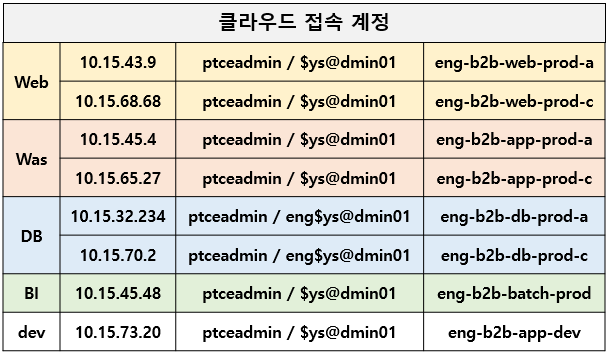 클라우드 접속 계정
Web 10.15.43.9 ptceadmin / $ys@dmin01 eng-b2b-web-prod-a
10.15.68.68 ptceadmin / $ys@dmin01 eng-b2b-web-prod-c
Was 10.15.45.4 ptceadmin / $ys@dmin01 eng-b2b-app-prod-a
10.15.65.27 ptceadmin / $ys@dmin01 eng-b2b-app-prod-c
DB 10.15.32.234 ptceadmin / eng$ys@dmin01 eng-b2b-db-prod-a
10.15.70.2 ptceadmin / eng$ys@dmin01 eng-b2b-db-prod-c
BI 10.15.45.48 ptceadmin / $ys@dmin01 eng-b2b-batch-prod
dev 10.15.73.20 ptceadmin / $ys@dmin01 eng-b2b-app-dev